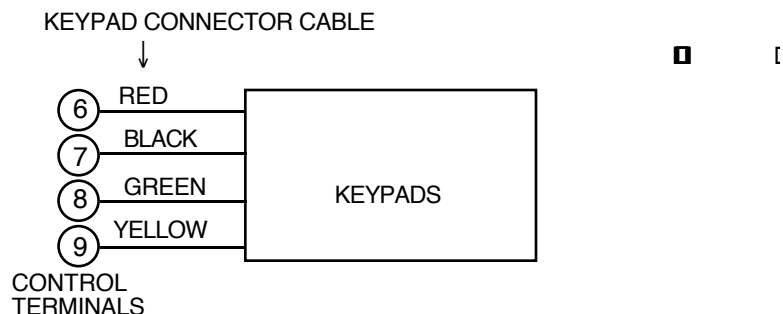 KEYPAD CONNECTOR CABLE
6 RED
7 BLACK
8 GREEN KEYPADS
9 YELLOW
CONTROL
TERMINALS